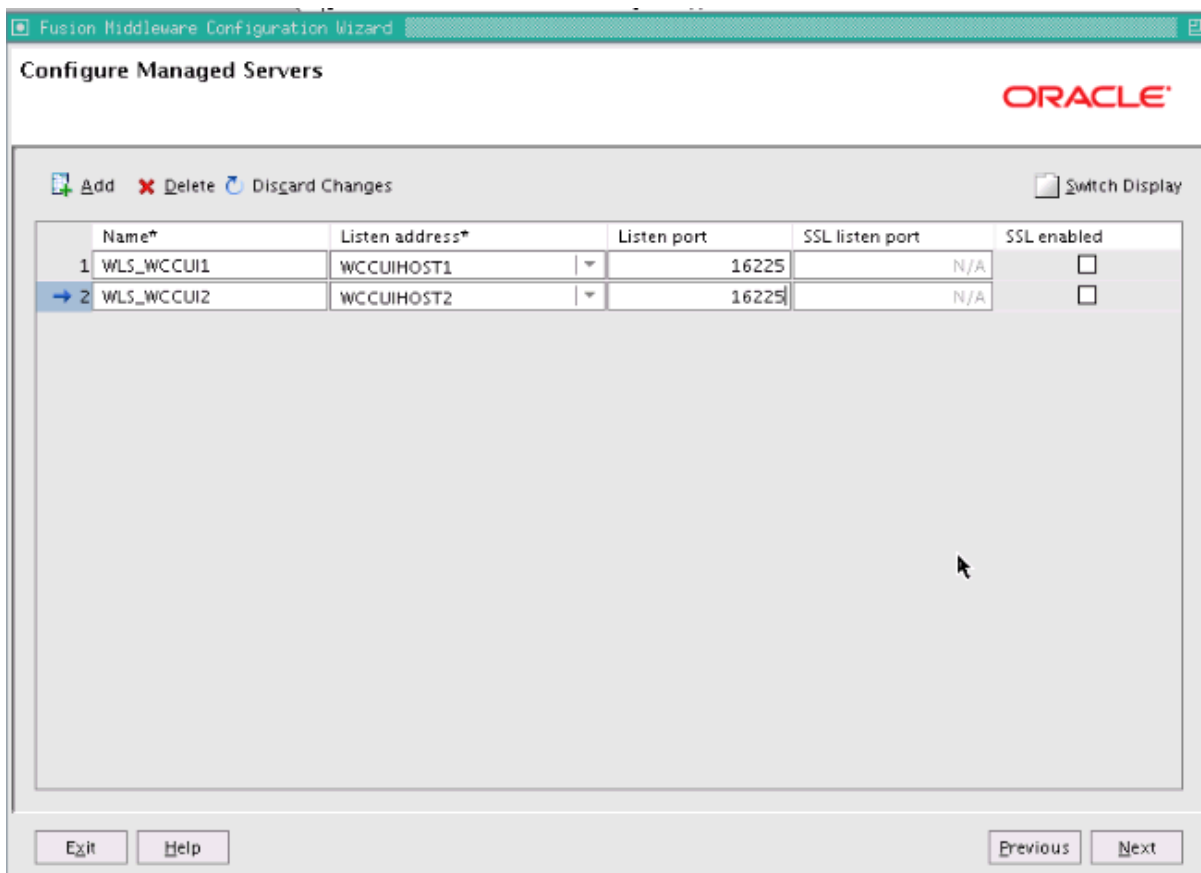 Fusion Middleware Configuration Wizard
Configure Managed Servers
ORACLE
Add Delete Discard Changes Switch Display
Name* Listen address* Listen port SSL listen port SSL enabled
1 WLS_WCCUI1 WCCUIHOST1 16225 N/A
2 WLS_WCCUI2 WCCUIHOST2 16225 N/A
Exit Help Previous Next